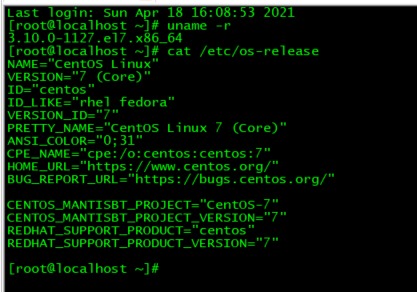 Last login: Sun Apr 18 16:08:53 2021
[root@localhost ~]# uname -r
3.10.0-1127.el7.x86_64
[root@localhost ~]# cat /etc/os-release
NAME="CentOS Linux"
VERSION="7 (Core)"
ID="centos"
ID_LIKE="rhel fedora"
VERSION_ID="7"
PRETTY_NAME="CentOS Linux 7 (Core)"
ANSI_COLOR="0;31"
CPE_NAME="cpe:/o:centos:centos:7"
HOME_URL="https://www.centos.org/"
BUG_REPORT_URL="https://bugs.centos.org/"
CENTOS_MANTISBT_PROJECT="CentOS-7"
CENTOS_MANTISBT_PROJECT_VERSION="7"
REDHAT_SUPPORT_PRODUCT="centos"
REDHAT_SUPPORT_PRODUCT_VERSION="7"
[root@localhost ~]#